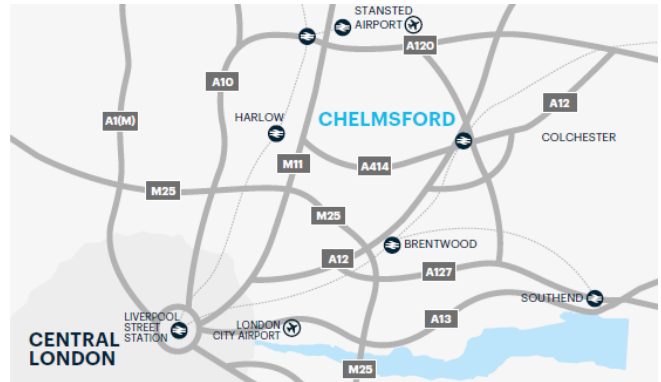 STANSTED
AIRPORT
A120
A10
A12
A1(M)
HARLOW
CHELMSFORD
COLCHESTER
M11
A414
M25
M25
A12
BRENTWOOD
A127
SOUTHEND
LIVERPOOL
STREET
STATION
LONDON
CITY AIRPORT
A13
CENTRAL
LONDON
M25